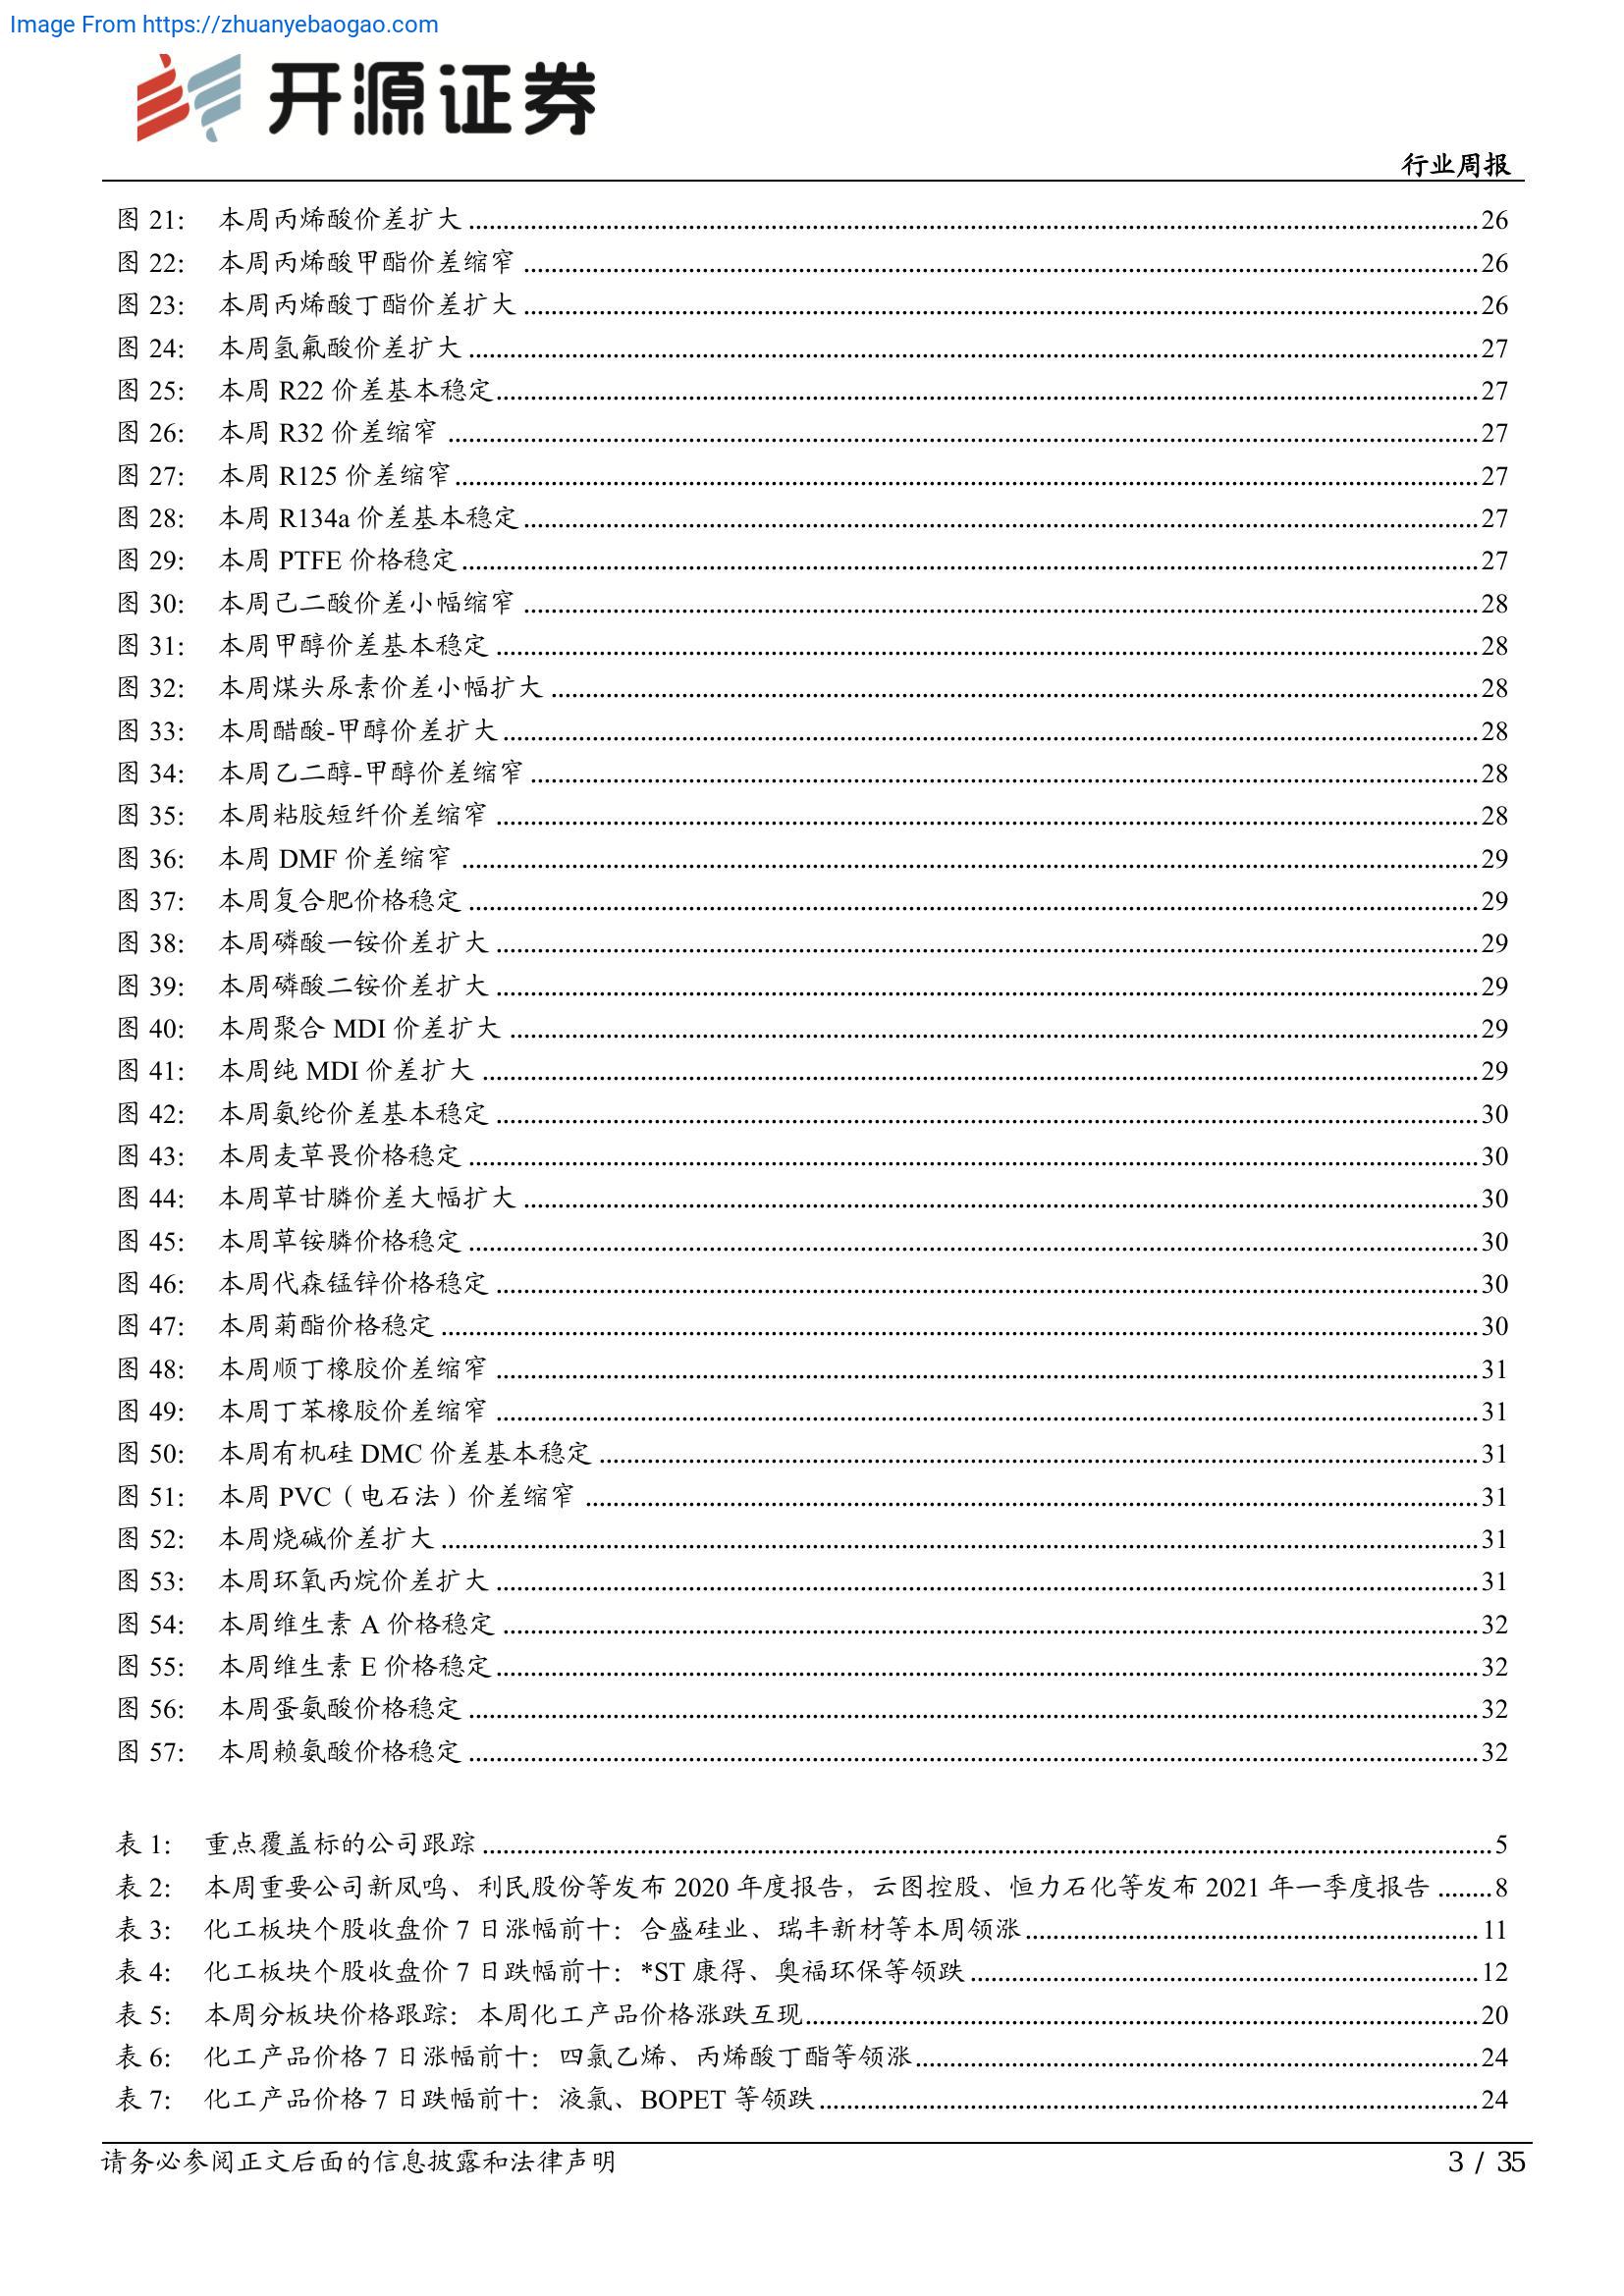 Image From https://zhuanyebaogao.com
开源证券
行业周报
图 21: 本周丙烯酸价差扩大 ........ 26
图 22: 本周丙烯酸甲酯价差缩窄 ........ 26
图 23: 本周丙烯酸丁酯价差扩大 ........ 26
图 24: 本周氢氟酸价差扩大 ........ 27
图 25: 本周 R22 价差基本稳定 ........ 27
图 26: 本周 R32 价差缩窄 ........ 27
图 27: 本周 R125 价差缩窄 ........ 27
图 28: 本周 R134a 价差基本稳定 ........ 27
图 29: 本周 PTFE 价格稳定 ........ 27
图 30: 本周己二酸价差小幅缩窄 ........ 28
图 31: 本周甲醇价差基本稳定 ........ 28
图 32: 本周煤头尿素价差小幅扩大 ........ 28
图 33: 本周醋酸-甲醇价差扩大 ........ 28
图 34: 本周乙二醇-甲醇价差缩窄 ........ 28
图 35: 本周粘胶短纤价差缩窄 ........ 28
图 36: 本周 DMF 价差缩窄 ........ 29
图 37: 本周复合肥价格稳定 ........ 29
图 38: 本周磷酸一铵价差扩大 ........ 29
图 39: 本周磷酸二铵价差扩大 ........ 29
图 40: 本周聚合 MDI 价差扩大 ........ 29
图 41: 本周纯 MDI 价差扩大 ........ 29
图 42: 本周氨纶价差基本稳定 ........ 30
图 43: 本周麦草畏价格稳定 ........ 30
图 44: 本周草甘膦价差大幅扩大 ........ 30
图 45: 本周草铵膦价格稳定 ........ 30
图 46: 本周代森锰锌价格稳定 ........ 30
图 47: 本周菊酯价格稳定 ........ 30
图 48: 本周顺丁橡胶价差缩窄 ........ 31
图 49: 本周丁苯橡胶价差缩窄 ........ 31
图 50: 本周有机硅 DMC 价差基本稳定 ........ 31
图 51: 本周 PVC（电石法）价差缩窄 ........ 31
图 52: 本周烧碱价差扩大 ........ 31
图 53: 本周环氧丙烷价差扩大 ........ 31
图 54: 本周维生素 A 价格稳定 ........ 32
图 55: 本周维生素 E 价格稳定 ........ 32
图 56: 本周蛋氨酸价格稳定 ........ 32
图 57: 本周赖氨酸价格稳定 ........ 32
表 1: 重点覆盖标的公司跟踪 ........ 5
表 2: 本周重要公司新凤鸣、利民股份等发布 2020 年度报告，云图控股、恒力石化等发布 2021 年一季度报告 ........ 8
表 3: 化工板块个股收盘价 7 日涨幅前十：合盛硅业、瑞丰新材等本周领涨 ........ 11
表 4: 化工板块个股收盘价 7 日跌幅前十：*ST 康得、奥福环保等领跌 ........ 12
表 5: 本周分板块价格跟踪：本周化工产品价格涨跌互现 ........ 20
表 6: 化工产品价格 7 日涨幅前十：四氯乙烯、丙烯酸丁酯等领涨 ........ 24
表 7: 化工产品价格 7 日跌幅前十：液氯、BOPET 等领跌 ........ 24
请务必参阅正文后面的信息披露和法律声明 3 / 35